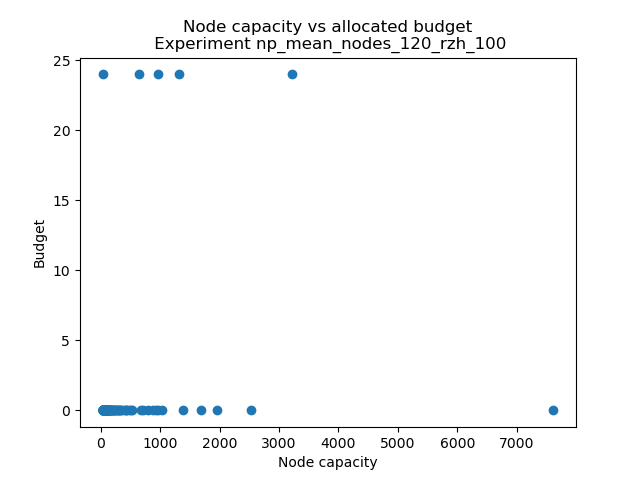 Node capacity vs allocated budget
Experiment np_mean_nodes_120_rzh_100
25
20
15
10
5
0
Budget
0 1000 2000 3000 4000 5000 6000 7000
Node capacity